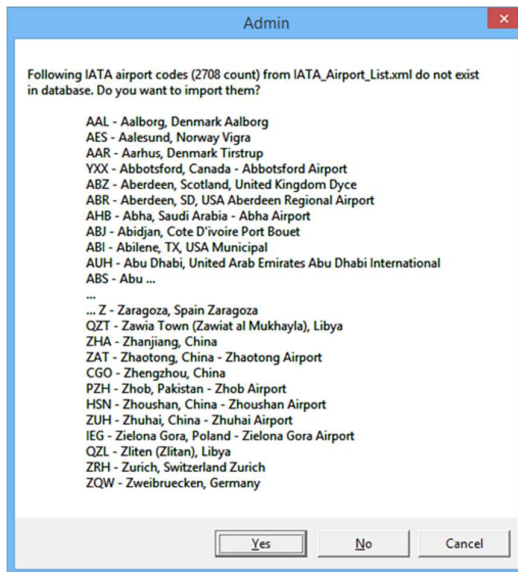 Admin
Following IATA airport codes (2708 count) from IATA_Airport_List.xml do not exist
in database. Do you want to import them?
AAL - Aalborg, Denmark Aalborg
AES - Aalesund, Norway Vigra
AAR - Aarhus, Denmark Tirstrup
YXX - Abbotsford, Canada - Abbotsford Airport
ABZ - Aberdeen, Scotland, United Kingdom Dyce
ABR - Aberdeen, SD, USA Aberdeen Regional Airport
AHB - Abha, Saudi Arabia - Abha Airport
ABJ - Abidjan, Cote D'ivoire Port Bouet
ABI - Abilene, TX, USA Municipal
AUH - Abu Dhabi, United Arab Emirates Abu Dhabi International
ABS - Abu ...
...
... Z - Zaragoza, Spain Zaragoza
QZT - Zawia Town (Zawiat al Mukhayla), Libya
ZHA - Zhanjiang, China
ZAT - Zhaotong, China - Zhaotong Airport
CGO - Zhengzhou, China
PZH - Zhob, Pakistan - Zhob Airport
HSN - Zhoushan, China - Zhoushan Airport
ZUH - Zhuhai, China - Zhuhai Airport
IEG - Zielona Gora, Poland - Zielona Gora Airport
QZL - Zliten (Zlitan), Libya
ZRH - Zurich, Switzerland Zurich
ZQW - Zweibruecken, Germany
Yes No Cancel